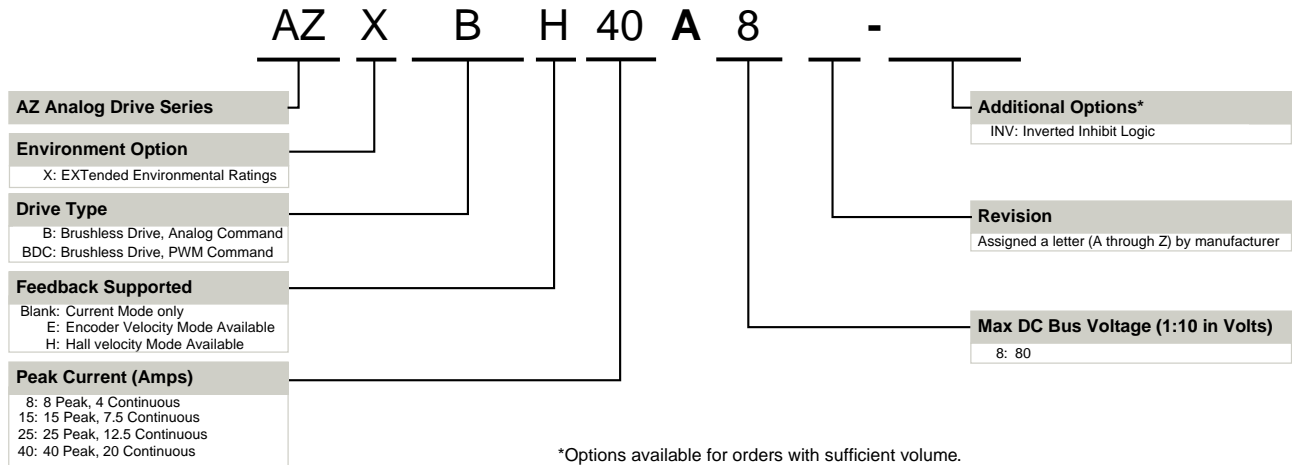 AZ X B H 40 A 8 -
AZ Analog Drive Series
Environment Option
X: EXTended Environmental Ratings
Drive Type
B: Brushless Drive, Analog Command
BDC: Brushless Drive, PWM Command
Feedback Supported
Blank: Current Mode only
E: Encoder Velocity Mode Available
H: Hall velocity Mode Available
Peak Current (Amps)
8: 8 Peak, 4 Continuous
15: 15 Peak, 7.5 Continuous
25: 25 Peak, 12.5 Continuous
40: 40 Peak, 20 Continuous
Additional Options*
INV: Inverted Inhibit Logic
Revision
Assigned a letter (A through Z) by manufacturer
Max DC Bus Voltage (1:10 in Volts)
8: 80
*Options available for orders with sufficient volume.